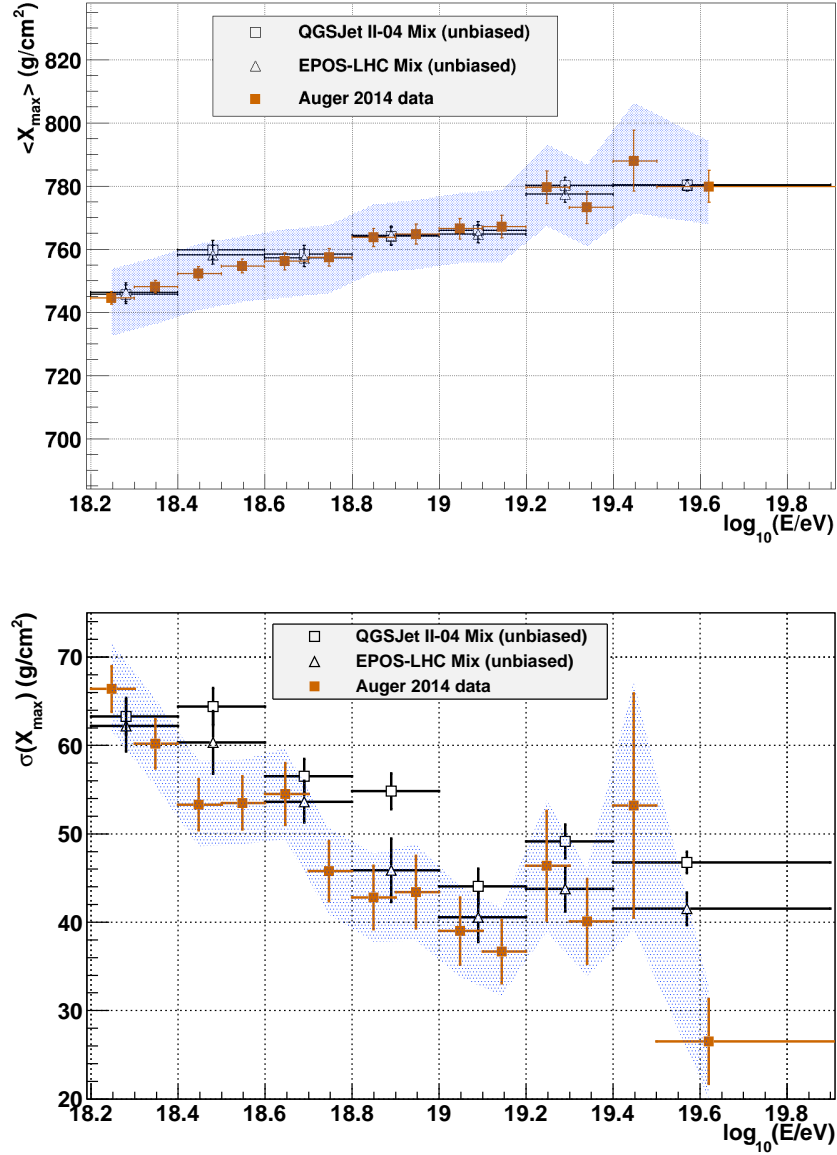 <X_max> (g/cm²)
QGSJet II-04 Mix (unbiased)
EPOS-LHC Mix (unbiased)
Auger 2014 data
820
800
780
760
740
720
700
18.2 18.4 18.6 18.8 19 19.2 19.4 19.6 19.8
log₁₀(E/eV)
σ(X_max) (g/cm²)
QGSJet II-04 Mix (unbiased)
EPOS-LHC Mix (unbiased)
Auger 2014 data
70
60
50
40
30
20
18.2 18.4 18.6 18.8 19 19.2 19.4 19.6 19.8
log₁₀(E/eV)